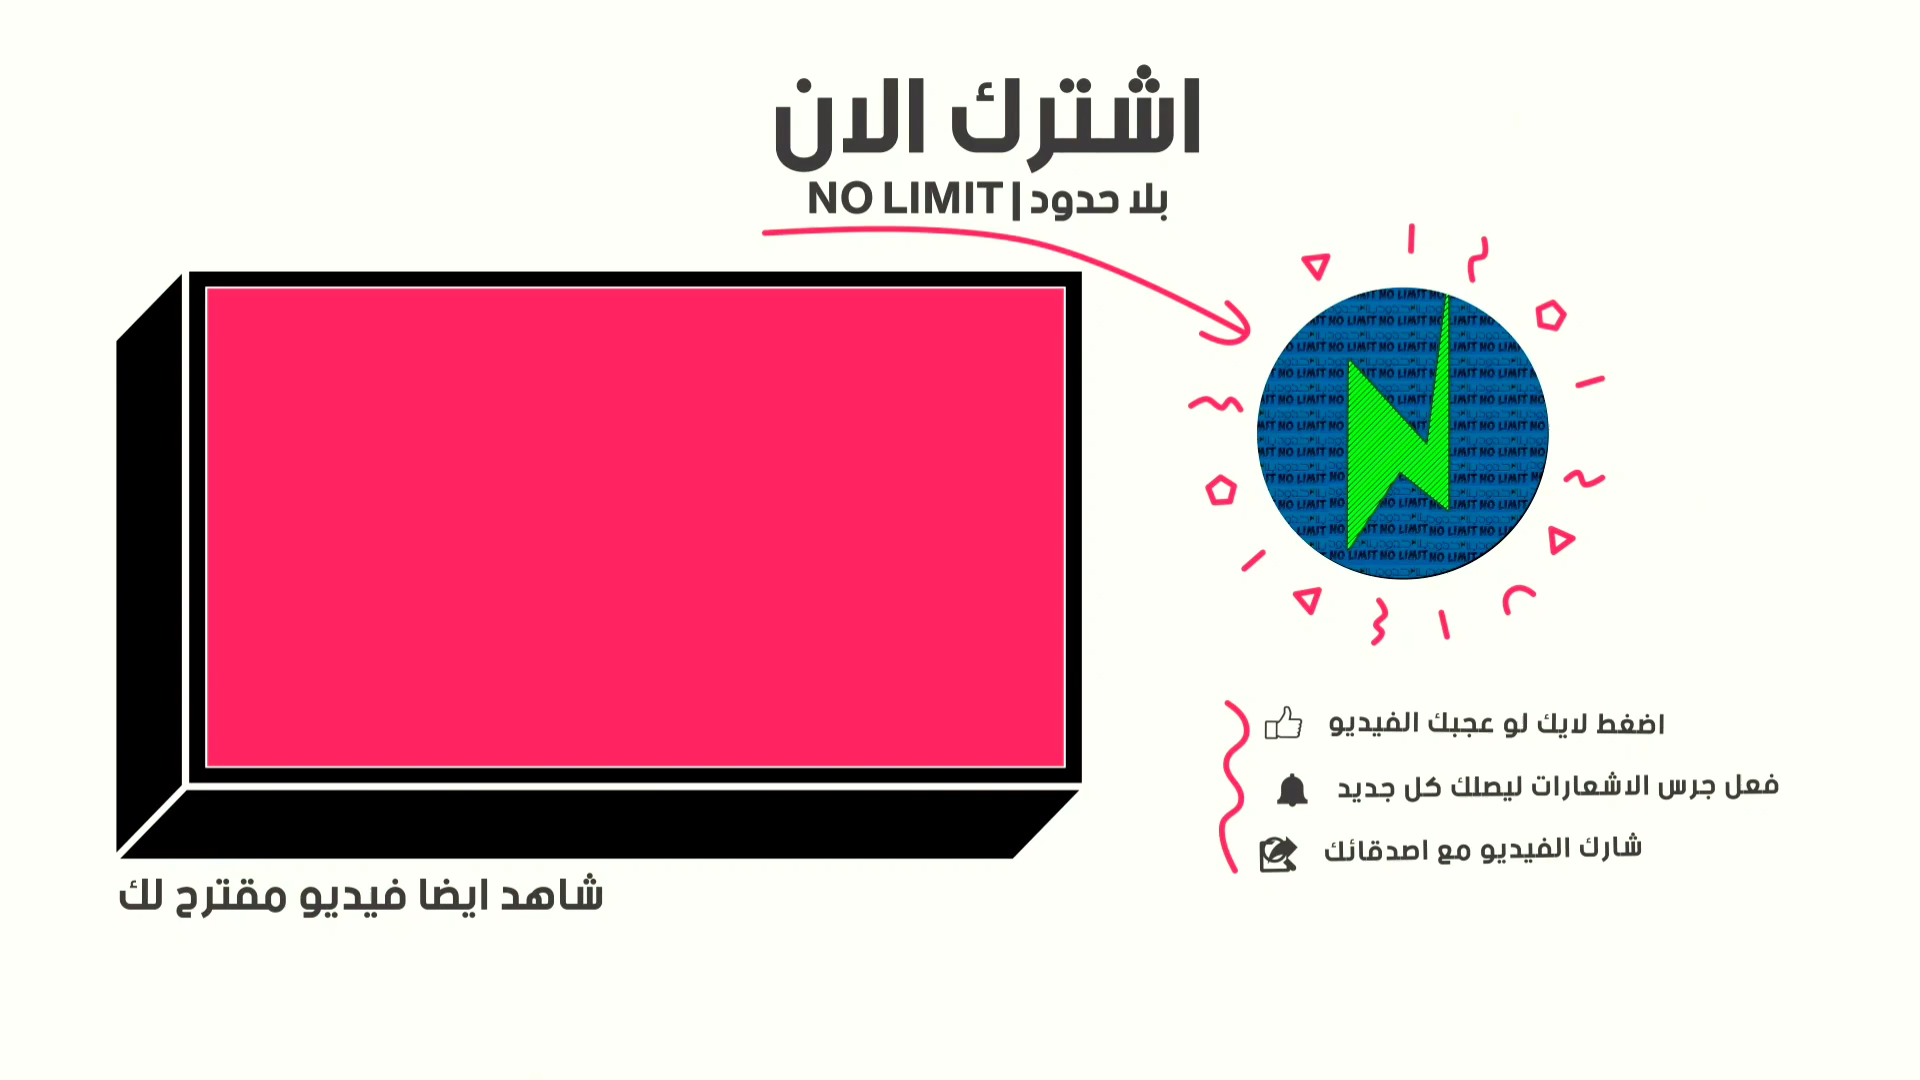 اشترك الان
بلا حدود | NO LIMIT
اضغط لايك لو عجبك الفيديو
فعل جرس الاشعارات ليصلك كل جديد
شارك الفيديو مع اصدقائك
شاهد ايضا فيديو مقترح لك